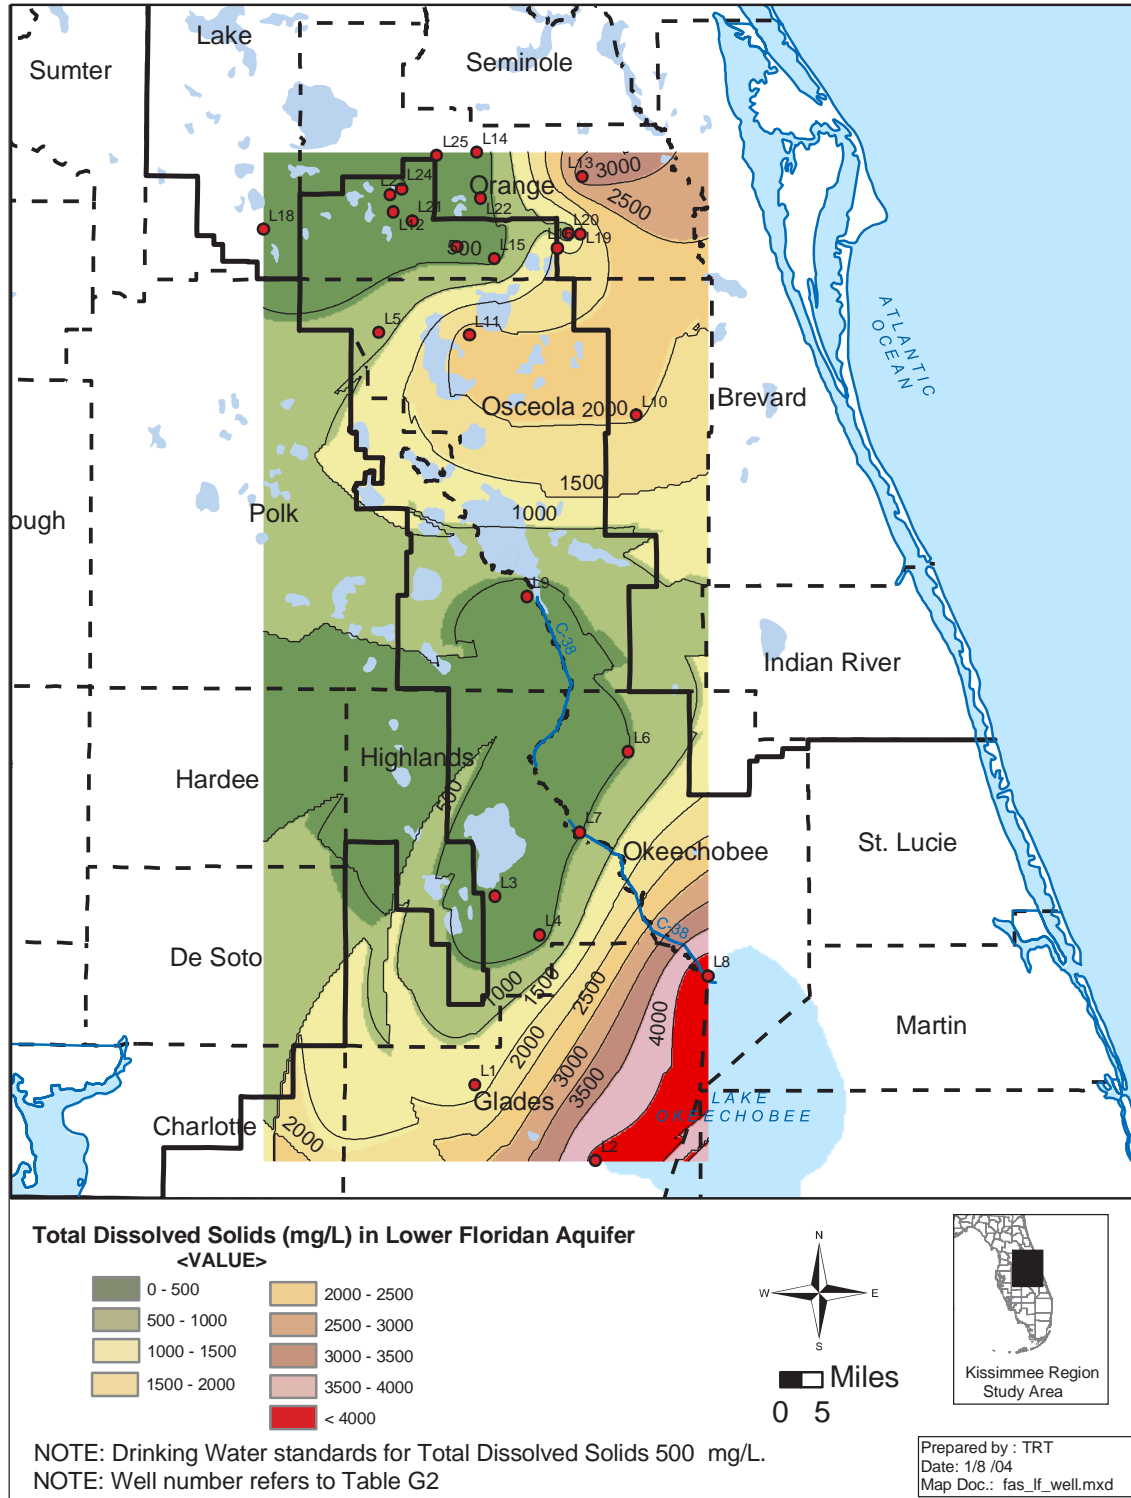 Lake
Sumter
Seminole
L25
L14
L13
3000
L24
L23
Orange
2500
L22
L21
L12
L18
L20
L16
L19
500
L15
ATLANTIC
OCEAN
L5
L11
Brevard
Osceola
2000
L10
1500
1000
Polk
ough
L9
C-38
Indian River
L6
Highlands
Hardee
500
L7
Okeechobee
St. Lucie
L3
C-38
L4
De Soto
L8
1000
1500
2500
4000
Martin
2000
3000
3500
L1
Glades
LAKE
OKEECHOBEE
Charlotte
2000
L2
Total Dissolved Solids (mg/L) in Lower Floridan Aquifer
<VALUE>
0 - 500
500 - 1000
1000 - 1500
1500 - 2000
2000 - 2500
2500 - 3000
3000 - 3500
3500 - 4000
< 4000
N
W
E
S
Miles
0 5
Kissimmee Region
Study Area
NOTE: Drinking Water standards for Total Dissolved Solids 500 mg/L.
NOTE: Well number refers to Table G2
Prepared by : TRT
Date: 1/8 /04
Map Doc.: fas_lf_well.mxd